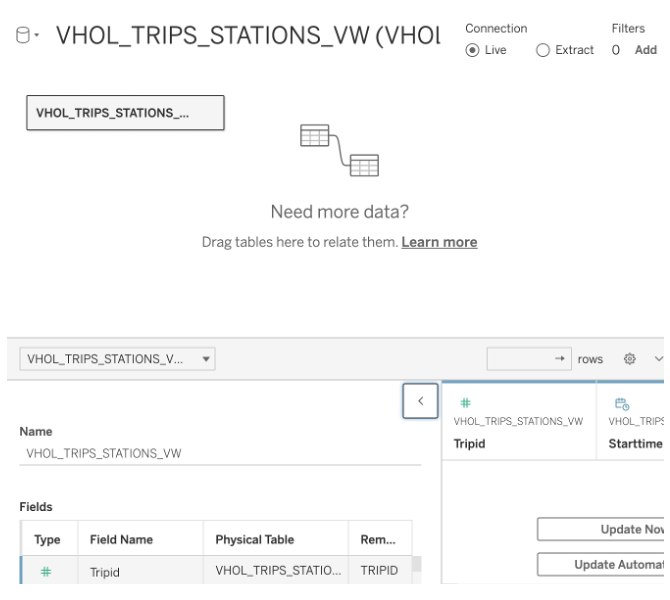 VHOL_TRIPS_STATIONS_VW (VHOL
Connection
Live
Extract
Filters
0 Add
VHOL_TRIPS_STATIONS_...
Need more data?
Drag tables here to relate them. Learn more
VHOL_TRIPS_STATIONS_V...
→ rows
Name
VHOL_TRIPS_STATIONS_VW
Fields
Type Field Name Physical Table Rem...
# Tripid VHOL_TRIPS_STATIO... TRIPID
#
VHOL_TRIPS_STATIONS_VW
Tripid
VHOL_TRIPS
Starttime
Update Now
Update Automat